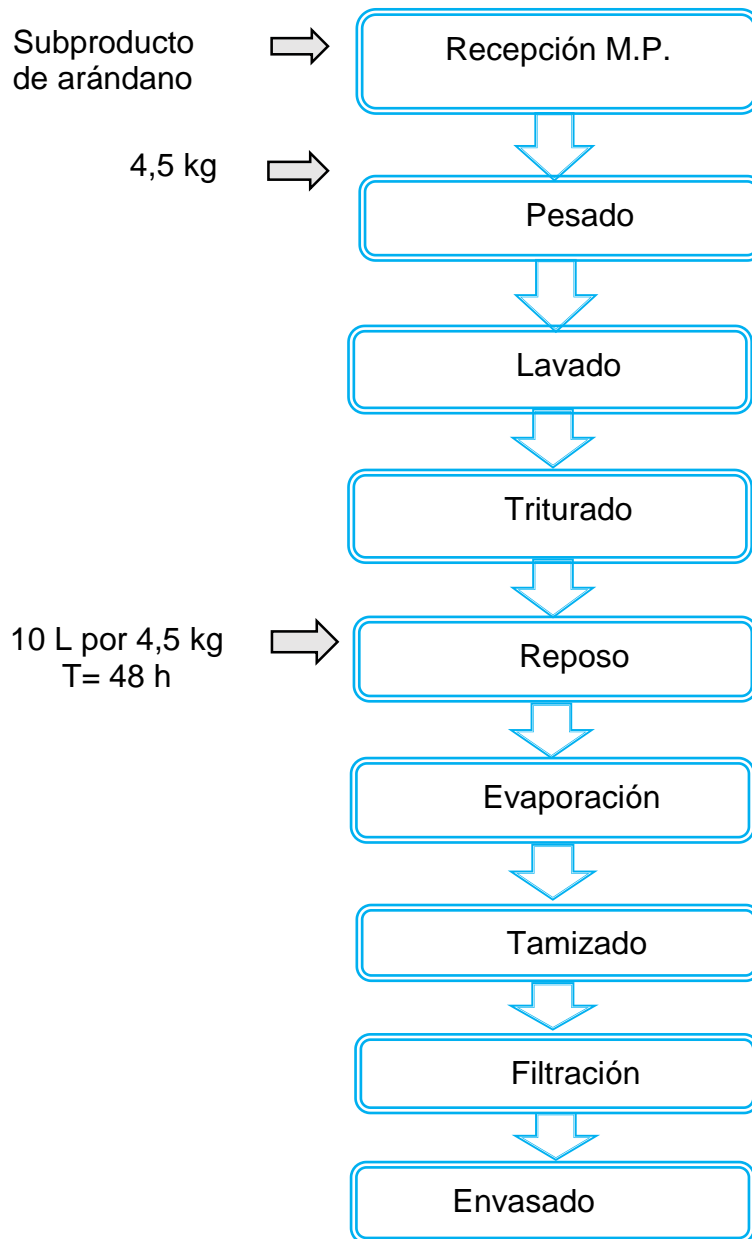 Subproducto
de arándano
Recepción M.P.
4,5 kg
Pesado
Lavado
Triturado
10 L por 4,5 kg
T= 48 h
Reposo
Evaporación
Tamizado
Filtración
Envasado